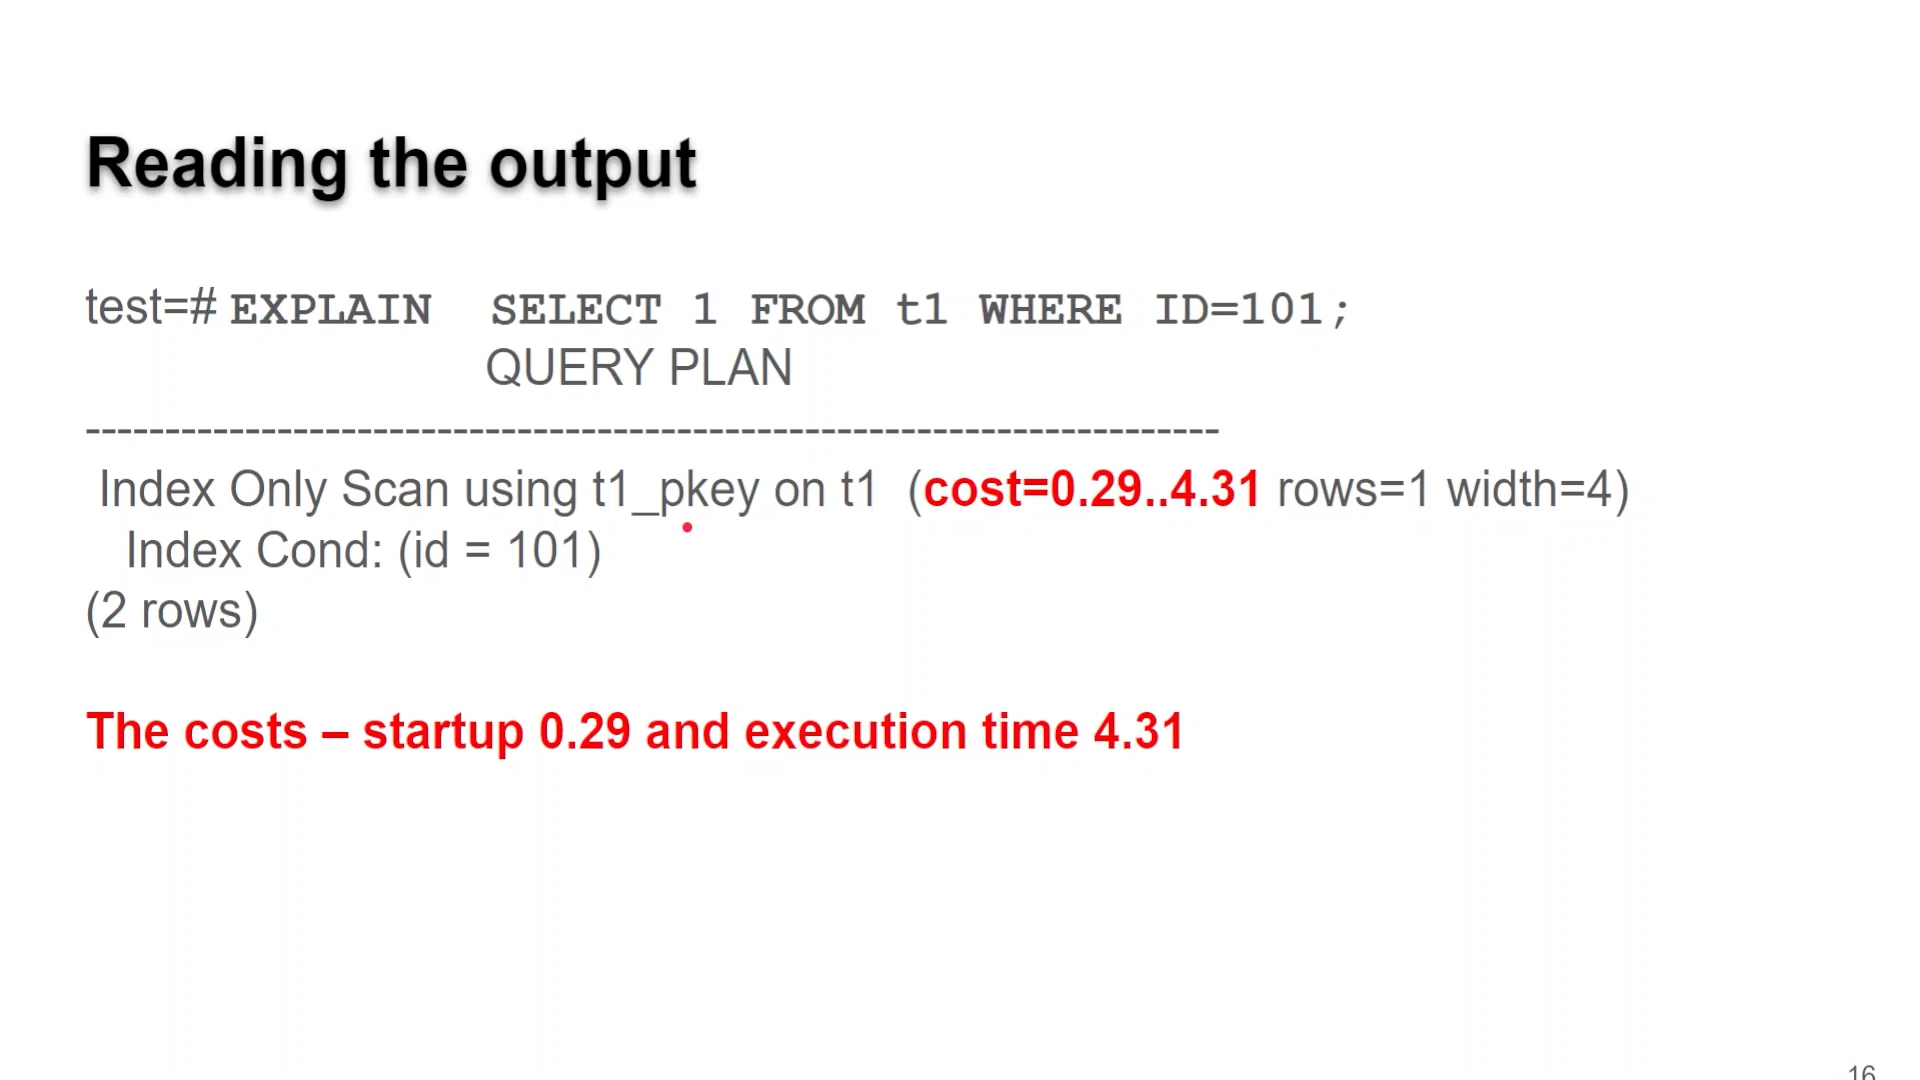 Reading the output
test=# EXPLAIN  SELECT 1 FROM t1 WHERE ID=101;
QUERY PLAN
------------------------------------------------------------------------
Index Only Scan using t1_pkey on t1  (cost=0.29..4.31 rows=1 width=4)
Index Cond: (id = 101)
(2 rows)
The costs – startup 0.29 and execution time 4.31
16